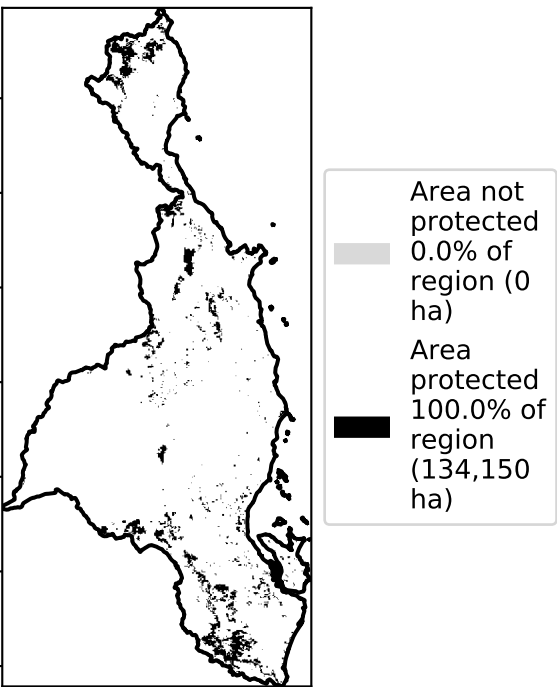 Area not
protected
0.0% of
region (0
ha)
Area
protected
100.0% of
region
(134,150
ha)